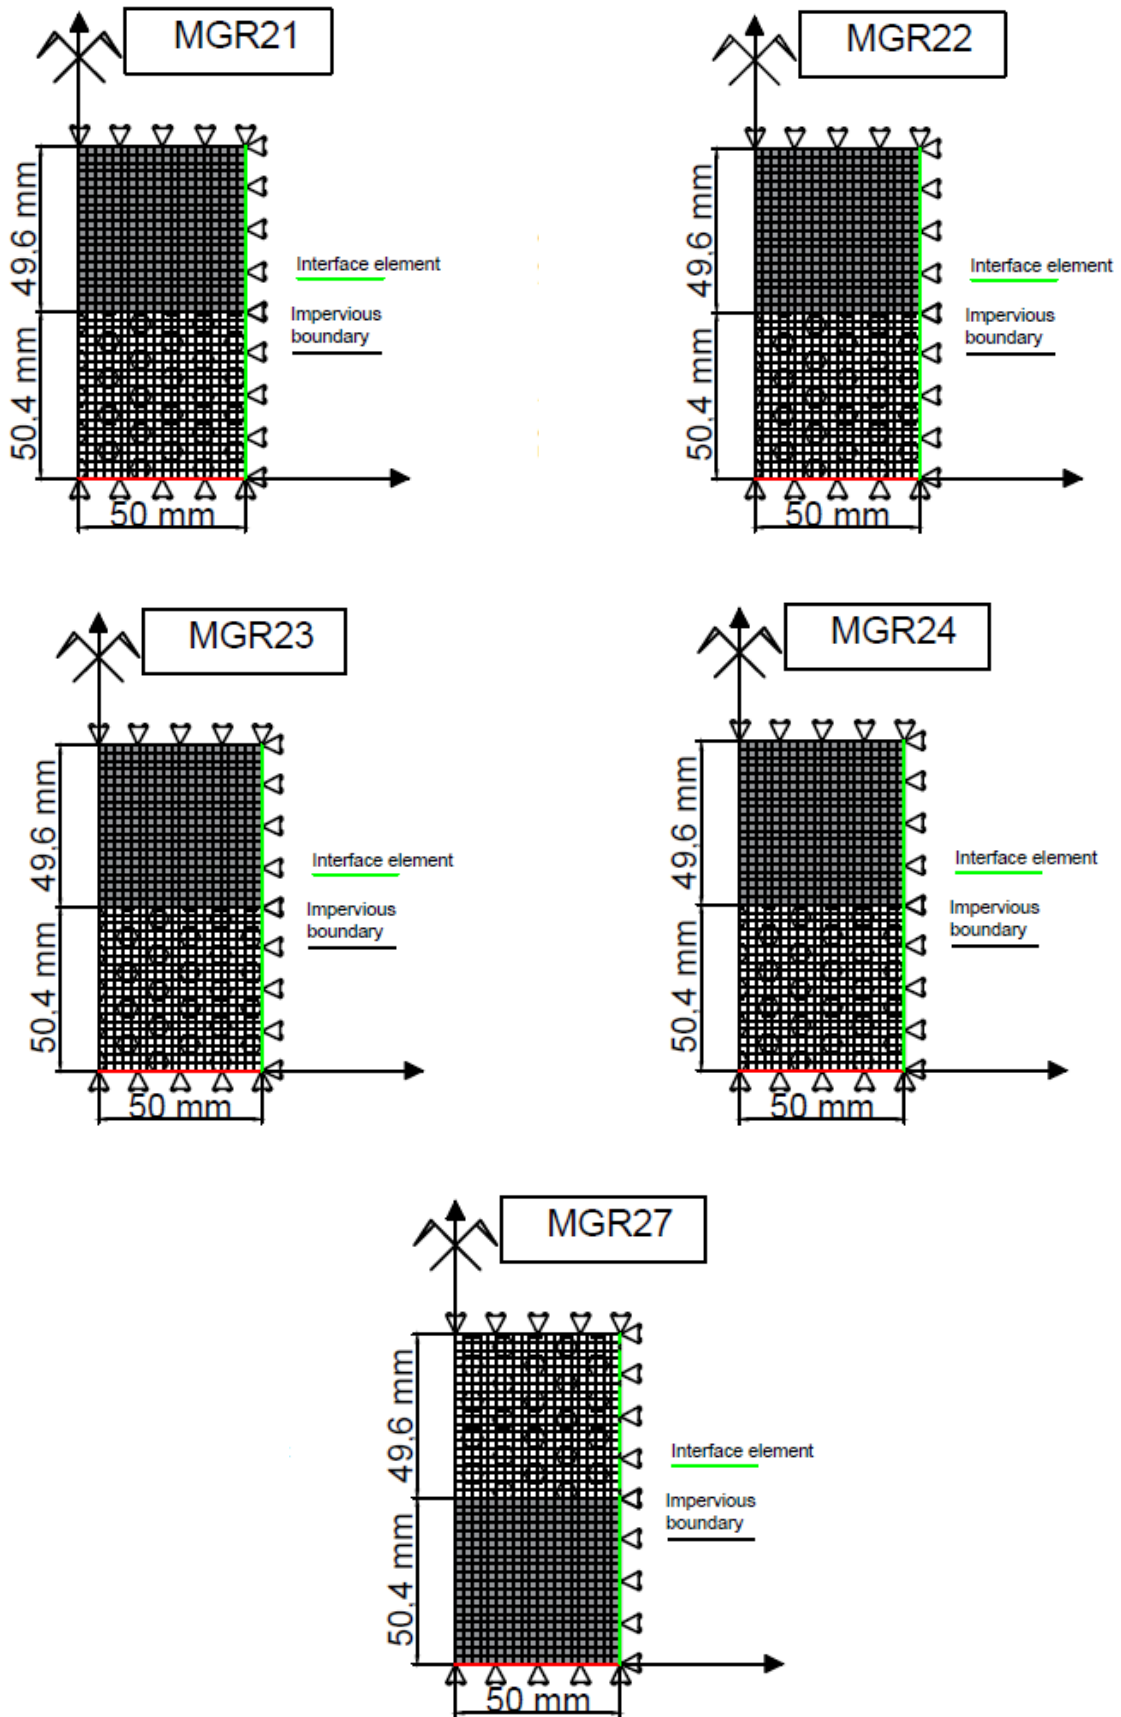 MGR21
49,6 mm
50,4 mm
50 mm
Interface element
Impervious
boundary
MGR22
49,6 mm
50,4 mm
50 mm
Interface element
Impervious
boundary
MGR23
49,6 mm
50,4 mm
50 mm
Interface element
Impervious
boundary
MGR24
49,6 mm
50,4 mm
50 mm
Interface element
Impervious
boundary
MGR27
49,6 mm
50,4 mm
50 mm
Interface element
Impervious
boundary